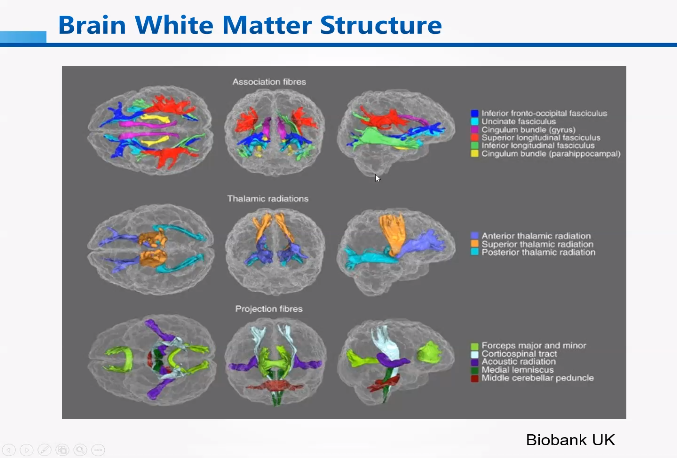 Brain White Matter Structure
Association fibres
Inferior fronto-occipital fasciculus
Uncinate fasciculus
Cingulum bundle (gyrus)
Superior longitudinal fasciculus
Inferior longitudinal fasciculus
Cingulum bundle (parahippocampal)
Thalamic radiations
Anterior thalamic radiation
Superior thalamic radiation
Posterior thalamic radiation
Projection fibres
Forceps major and minor
Corticospinal tract
Acoustic radiation
Medial lemniscus
Middle cerebellar peduncle
Biobank UK